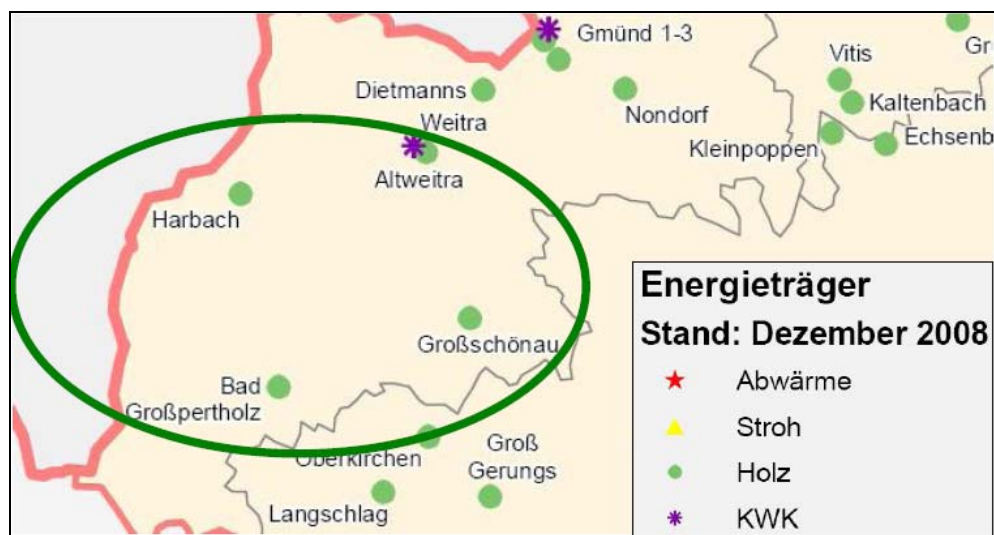 Gmünd 1-3
Gr
Vitis
Dietmanns
Kaltenbach
Weitra
Nondorf
Kleinpoppen
Echsenb
Altweitra
Harbach
Energieträger
Stand: Dezember 2008
Großschönau
Abwärme
Bad
Großpertholz
Stroh
Oberkirchen
Groß
Gerungs
Holz
Langschlag
KWK